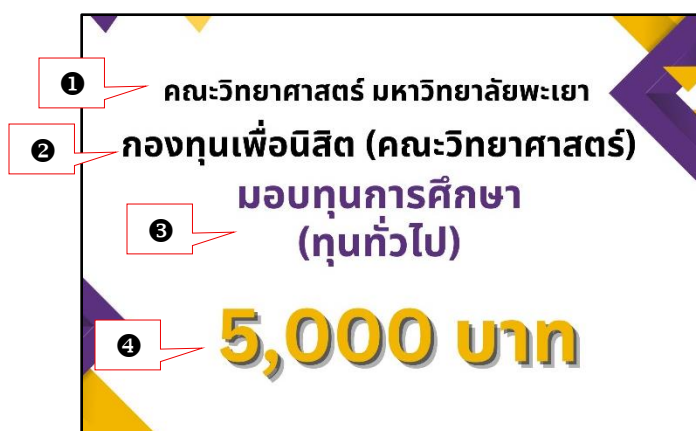 ❶ คณะวิทยาศาสตร์ มหาวิทยาลัยพะเยา
❷ กองทุนเพื่อนิสิต (คณะวิทยาศาสตร์)
มอบทุนการศึกษา
❸ (ทุนทั่วไป)
❹ 5,000 บาท